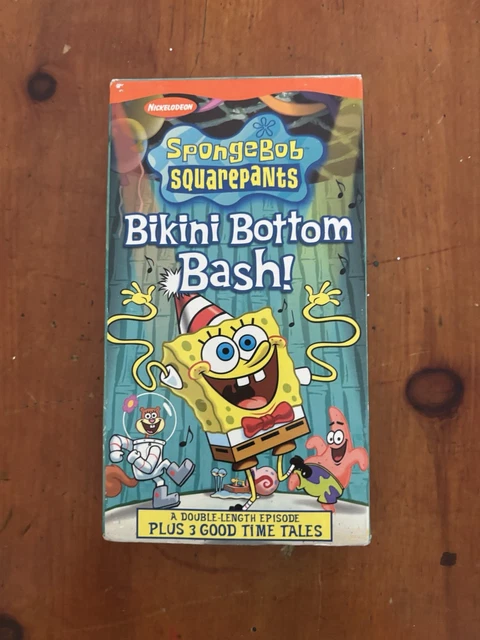 NICKELODEON
SpongeBob
SQUAREPANTS
Bikini Bottom
Bash!
A DOUBLE-LENGTH EPISODE
PLUS 3 GOOD TIME TALES